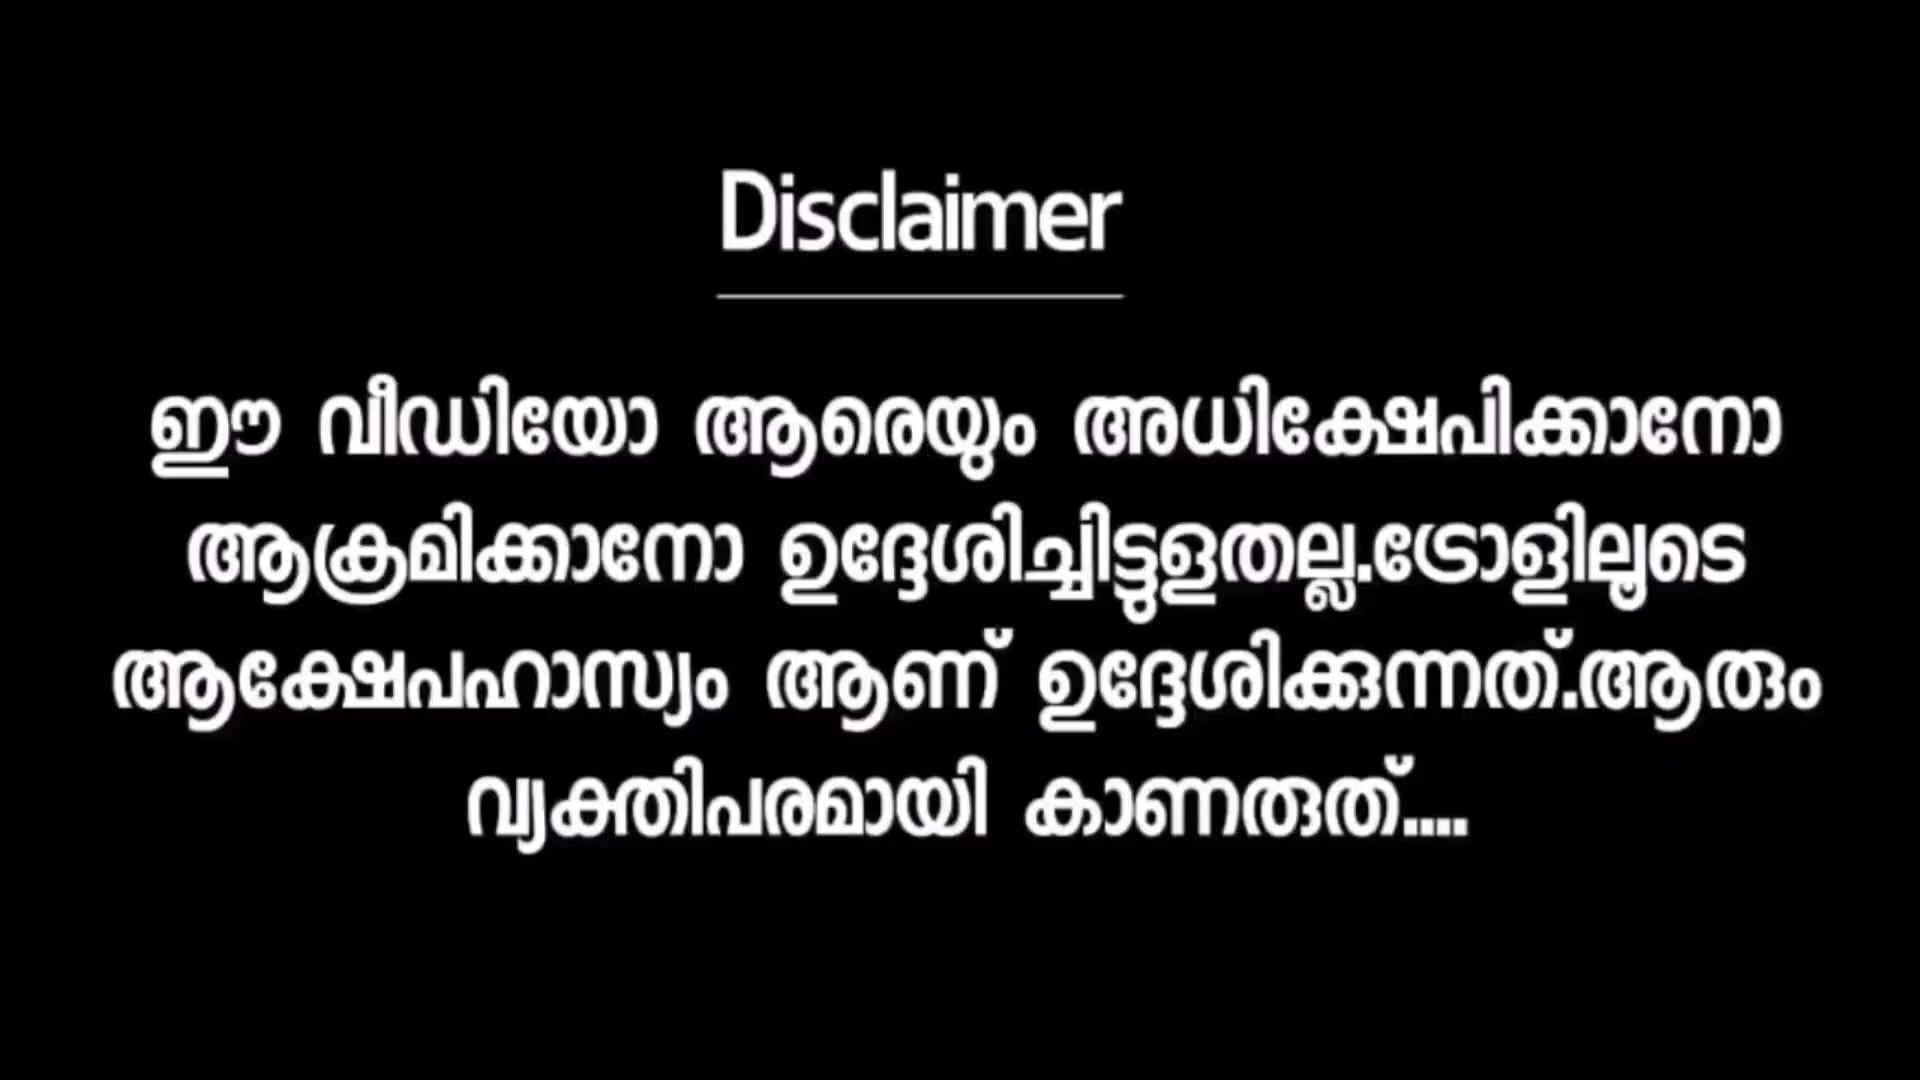 Disclaimer
ഈ വീഡിയോ ആരെയും അധിക്ഷേപിക്കാനോ
ആക്രമിക്കാനോ ഉദ്ദേശിച്ചിട്ടുളതല്ല.ട്രോളിലൂടെ
ആക്ഷേപഹാസ്യം ആണ് ഉദ്ദേശിക്കുന്നത്.ആരും
വ്യക്തിപരമായി കാണരുത്....